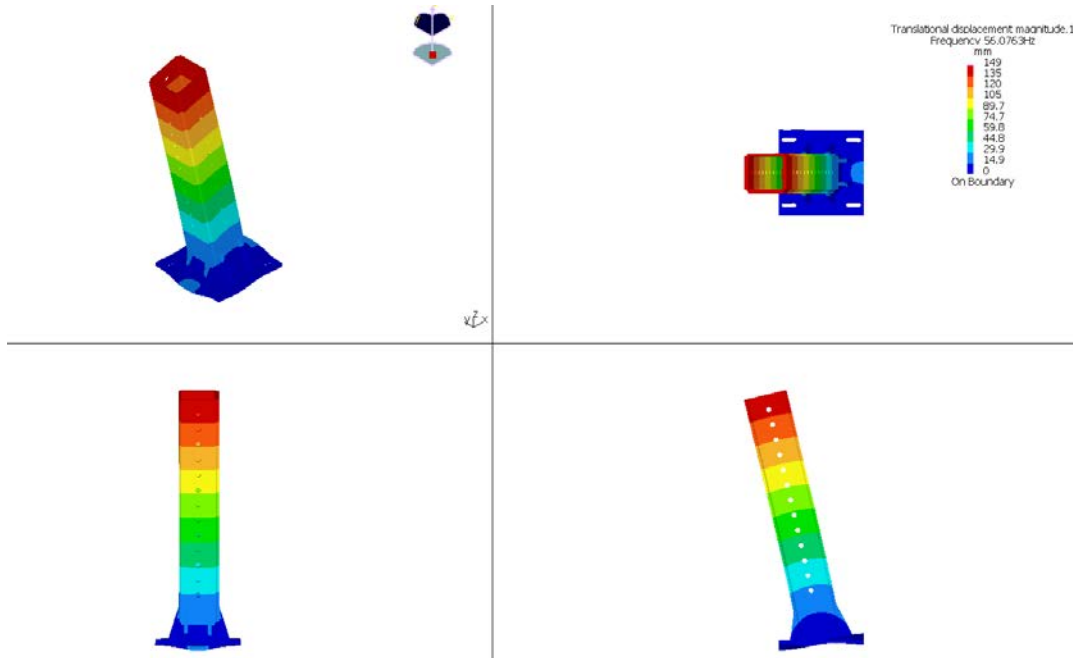 Translational displacement magnitude.1
Frequency 56.0763Hz
mm
149
135
120
105
89.7
74.7
59.8
44.8
29.9
14.9
0
On Boundary
z
y x